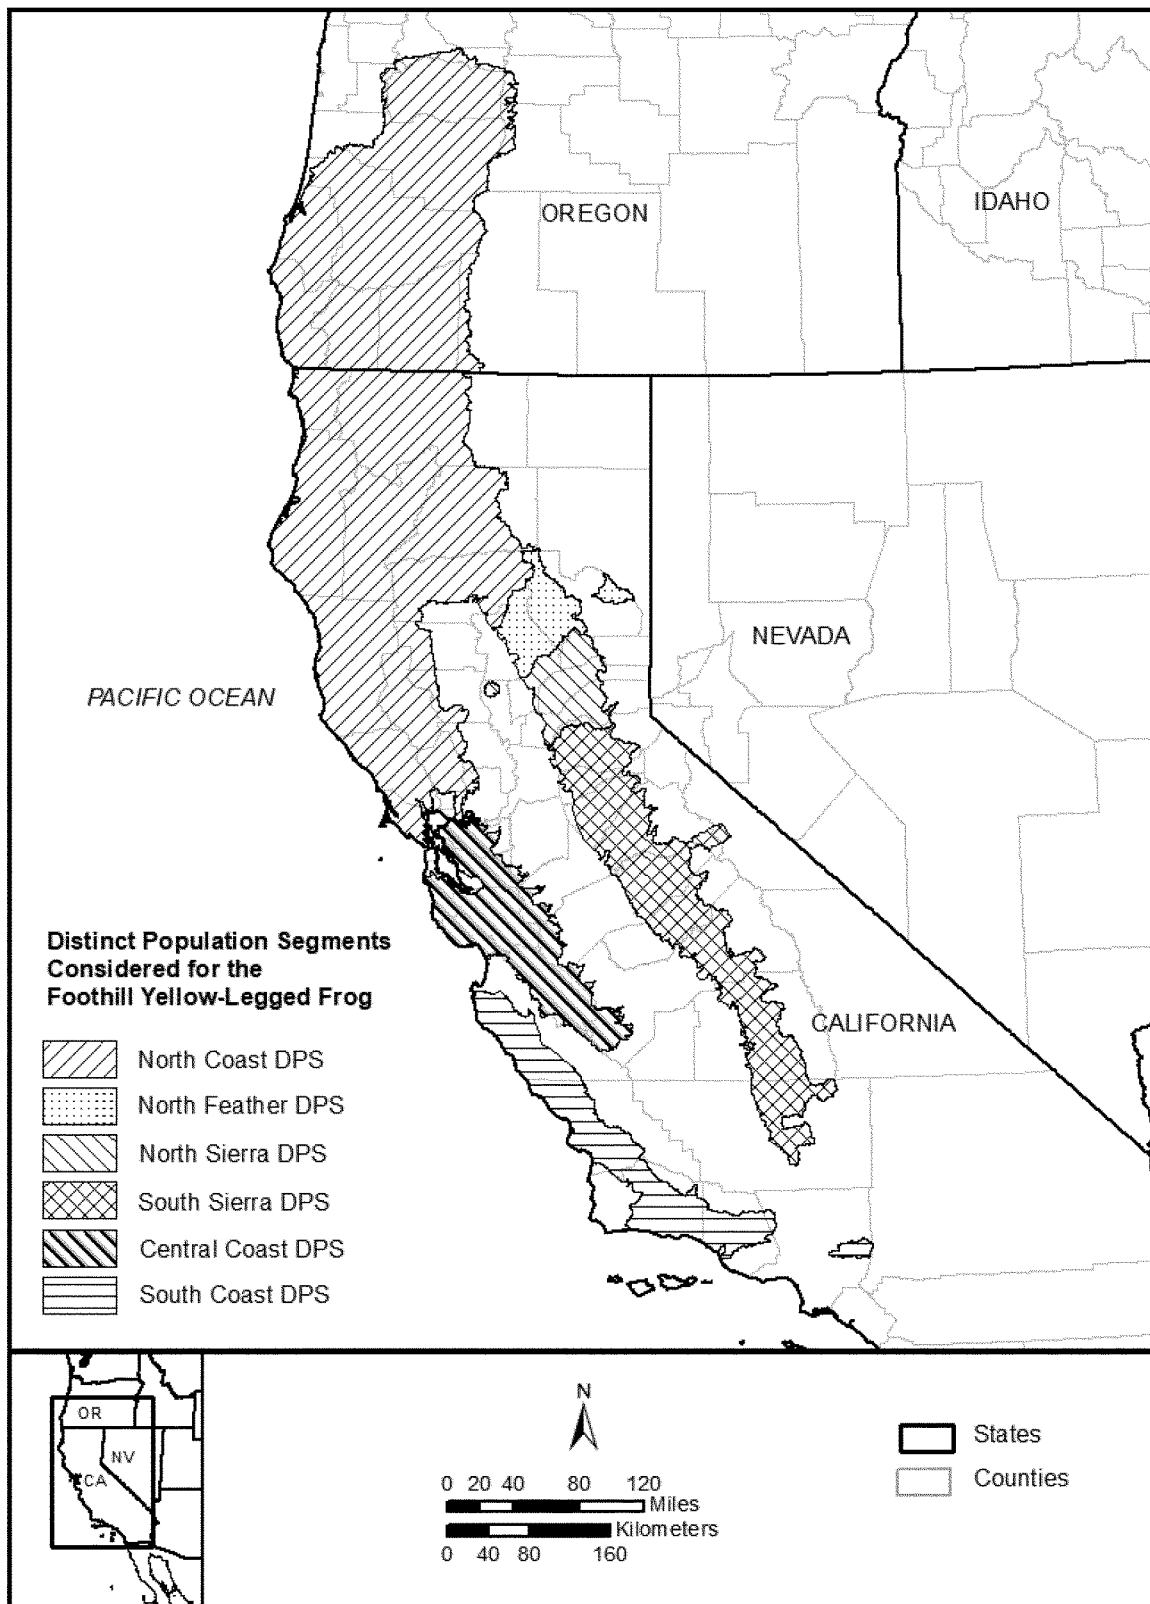 OREGON
IDAHO
NEVADA
PACIFIC OCEAN
CALIFORNIA
Distinct Population Segments
Considered for the
Foothill Yellow-Legged Frog
North Coast DPS
North Feather DPS
North Sierra DPS
South Sierra DPS
Central Coast DPS
South Coast DPS
OR
NV
CA
N
0 20 40 80 120
Miles
Kilometers
0 40 80 160
States
Counties